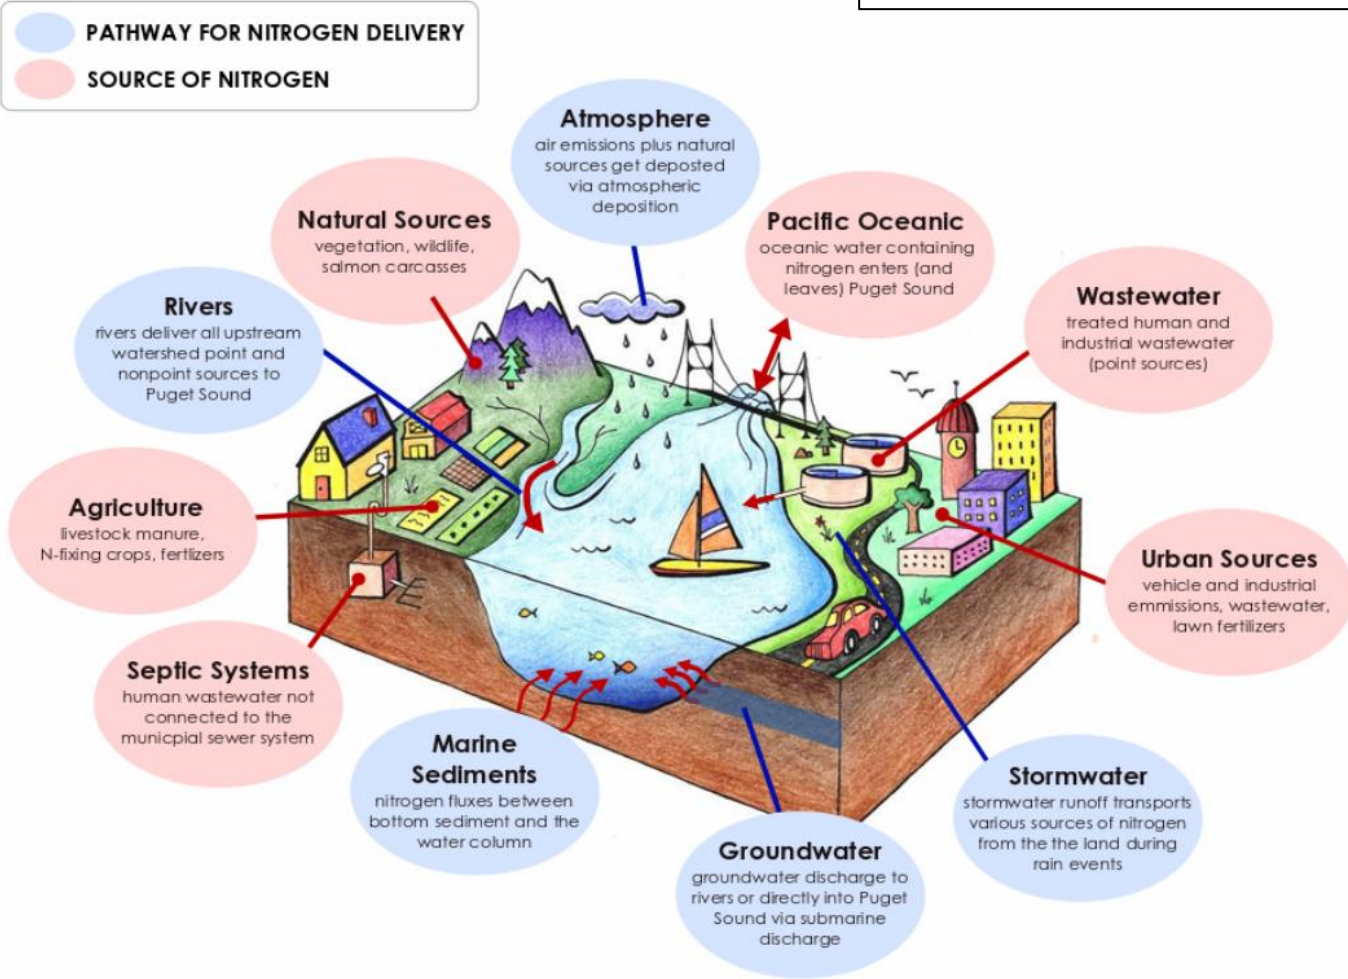 PATHWAY FOR NITROGEN DELIVERY
SOURCE OF NITROGEN
Atmosphere
air emissions plus natural
sources get deposted
via atmospheric
deposition
Natural Sources
vegetation, wildlife,
salmon carcasses
Pacific Oceanic
oceanic water containing
nitrogen enters (and
leaves) Puget Sound
Rivers
rivers deliver all upstream
watershed point and
nonpoint sources to
Puget Sound
Wastewater
treated human and
industrial wastewater
(point sources)
Agriculture
livestock manure,
N-fixing crops, fertlizers
Urban Sources
vehicle and industrial
emmissions, wastewater,
lawn fertilizers
Septic Systems
human wastewater not
connected to the
municpial sewer system
Marine
Sediments
nitrogen fluxes between
bottom sediment and the
water column
Stormwater
stormwater runoff transports
various sources of nitrogen
from the the land during
rain events
Groundwater
groundwater discharge to
rivers or directly into Puget
Sound via submarine
discharge